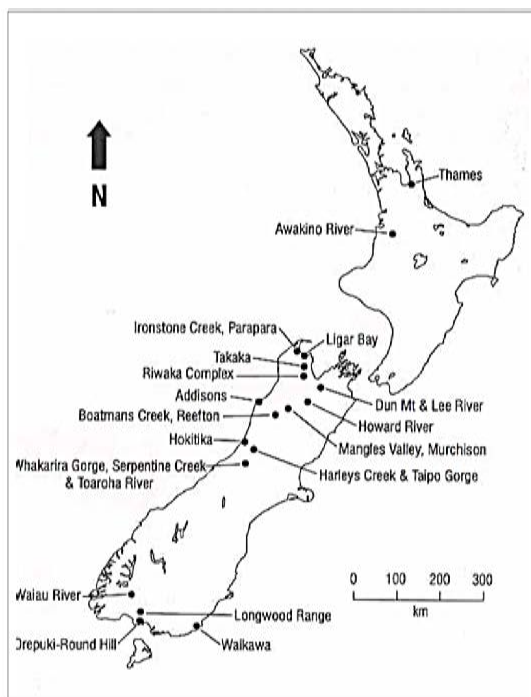 N
Thames
Awakino River
Ironstone Creek, Parapara
Ligar Bay
Takaka
Riwaka Complex
Addisons
Dun Mt & Lee River
Boatmans Creek, Reefton
Howard River
Hokitika
Mangles Valley, Murchison
Whakarira Gorge, Serpentine Creek
& Toaroha River
Harleys Creek & Taipo Gorge
Waiau River
0 100 200 300
km
Longwood Range
Orepuki-Round Hill
Waikawa